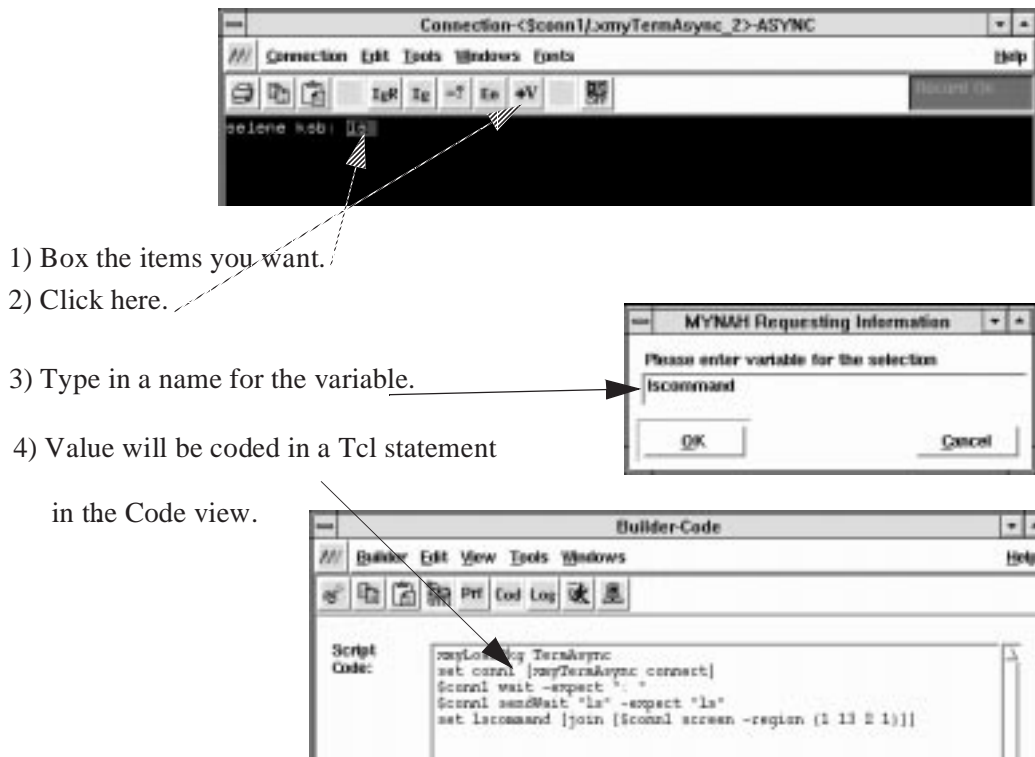 Connection-<$conn1/.xmyTermAsync_2>-ASYNC
Connection Edit Tools Windows Fonts Help
selene ksb: ls
1) Box the items you want.
2) Click here.
MYNAH Requesting Information
Please enter variable for the selection
3) Type in a name for the variable.
lscommand
OK Cancel
4) Value will be coded in a Tcl statement
in the Code view.
Builder-Code
Builder Edit View Tools Windows Help
Prf Cod Log
Script
Code:
TermAsync
set conn1 [xmyTermAsync connect]
$conn1 wait -expect ": "
$conn1 sendWait "ls" -expect "ls"
set lscommand [join [$conn1 screen -region {1 13 2 1}]]